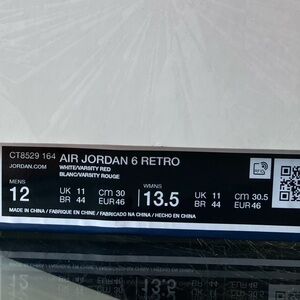 CT8529 164 AIR JORDAN 6 RETRO
JORDAN.COM WHITE/VARSITY RED
BLANC/VARSITY ROUGE
MENS WMNS
12 UK 11 CM 30 13.5 UK 11 CM 30.5
BR 44 EUR 46 BR 44 EUR 46
MADE IN CHINA / FABRIQUE EN CHINE / FABRICADO NA CHINA / HECHO EN CHINA